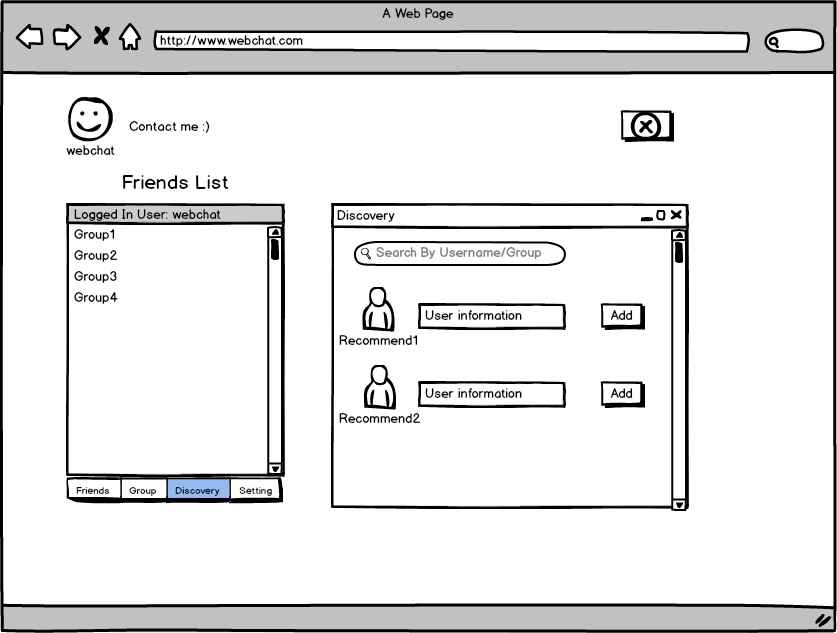 A Web Page
http://www.webchat.com
Contact me :)
webchat
Friends List
Logged In User: webchat
Group1
Group2
Group3
Group4
Friends Group Discovery Setting
Discovery
Search By Username/Group
User information Add
Recommend1
User information Add
Recommend2